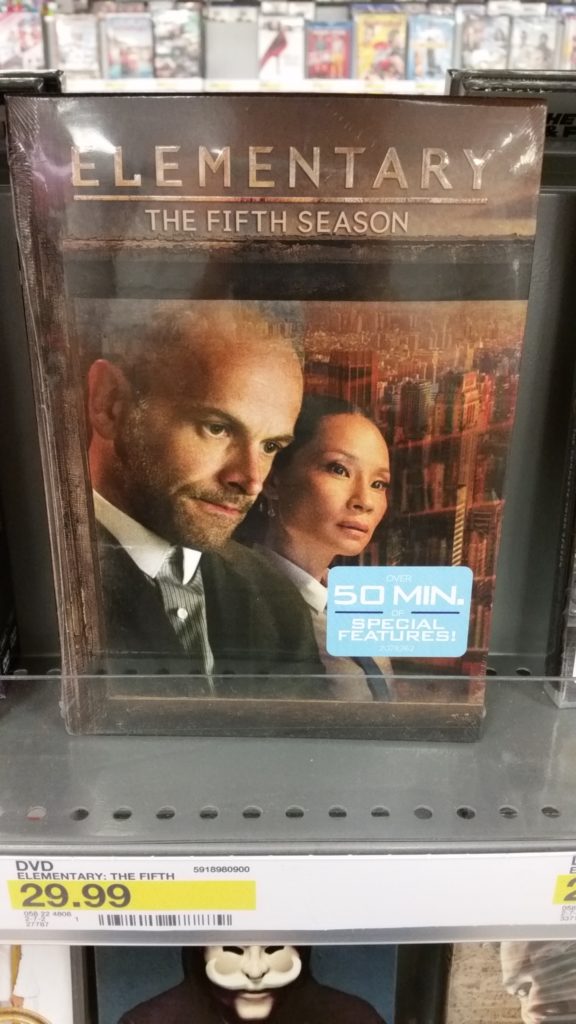 ELEMENTARY
THE FIFTH SEASON
OVER
50 MIN.
OF
SPECIAL
FEATURES!
DVD
ELEMENTARY: THE FIFTH 5918980900
29.99